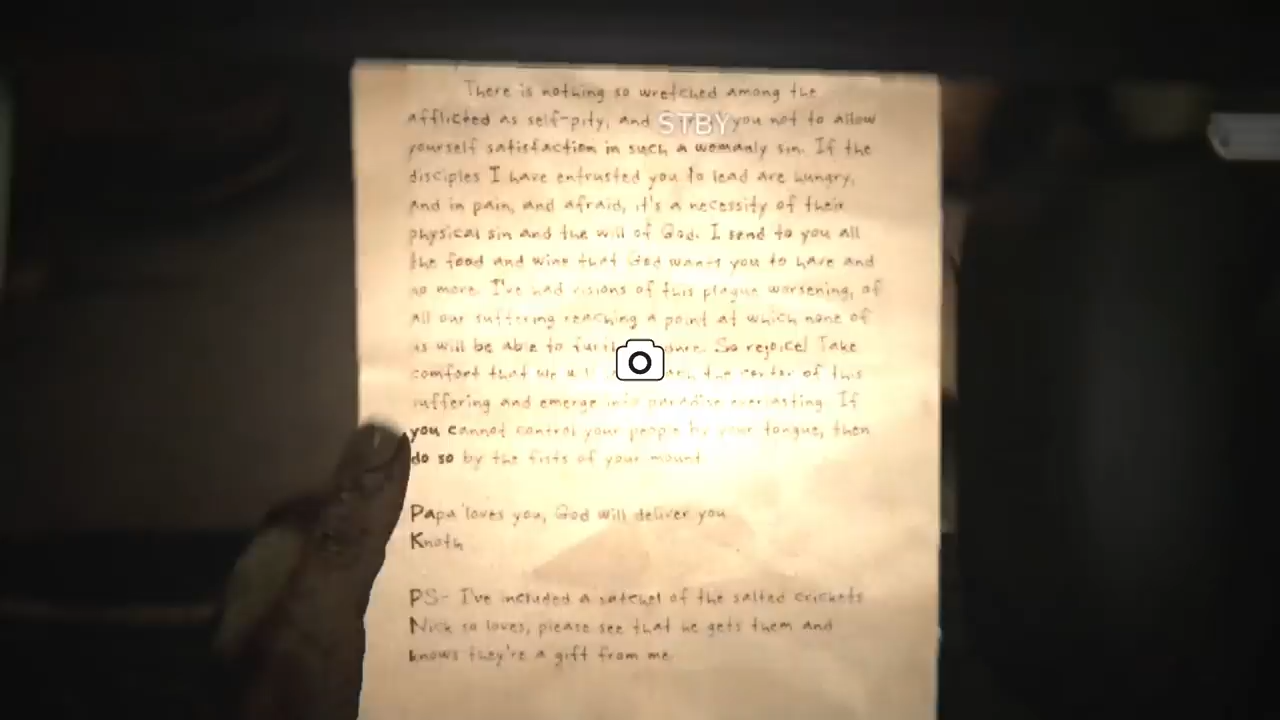 There is nothing so wretched among the
afflicted as self-pity, and STBY you not to allow
yourself satisfaction in such a womanly sin. If the
disciples I have entrusted you to lead are hungry,
and in pain, and afraid, it's a necessity of their
physical sin and the will of God. I send to you all
the food and wine that God wants you to have and
no more. I've had visions of this plague worsening, of
all our suffering reaching a point at which none of
us will be able to So rejoice! Take
comfort that we the center of this
suffering and emerge into paradise everlasting. If
you cannot control your people by your tongue, then
do so by the fists of your mount
Papa loves you, God will deliver you
Knoth
PS- I've included a satchel of the salted crickets
Nick so loves, please see that he gets them and
knows they're a gift from me